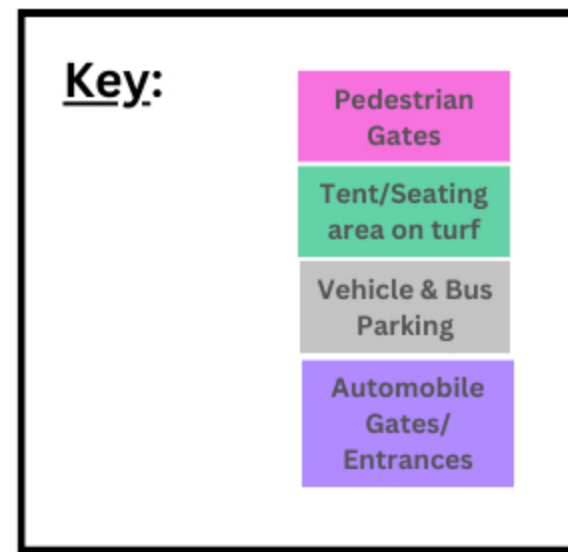 Key:
Pedestrian
Gates
Tent/Seating
area on turf
Vehicle & Bus
Parking
Automobile
Gates/
Entrances